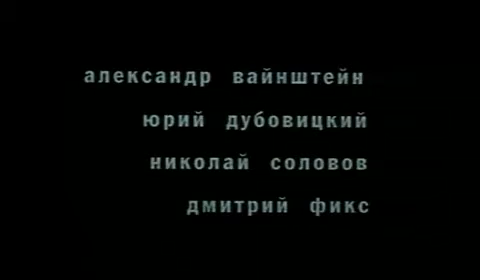 александр вайнштейн
юрий дубовицкий
николай соловов
дмитрий фикс